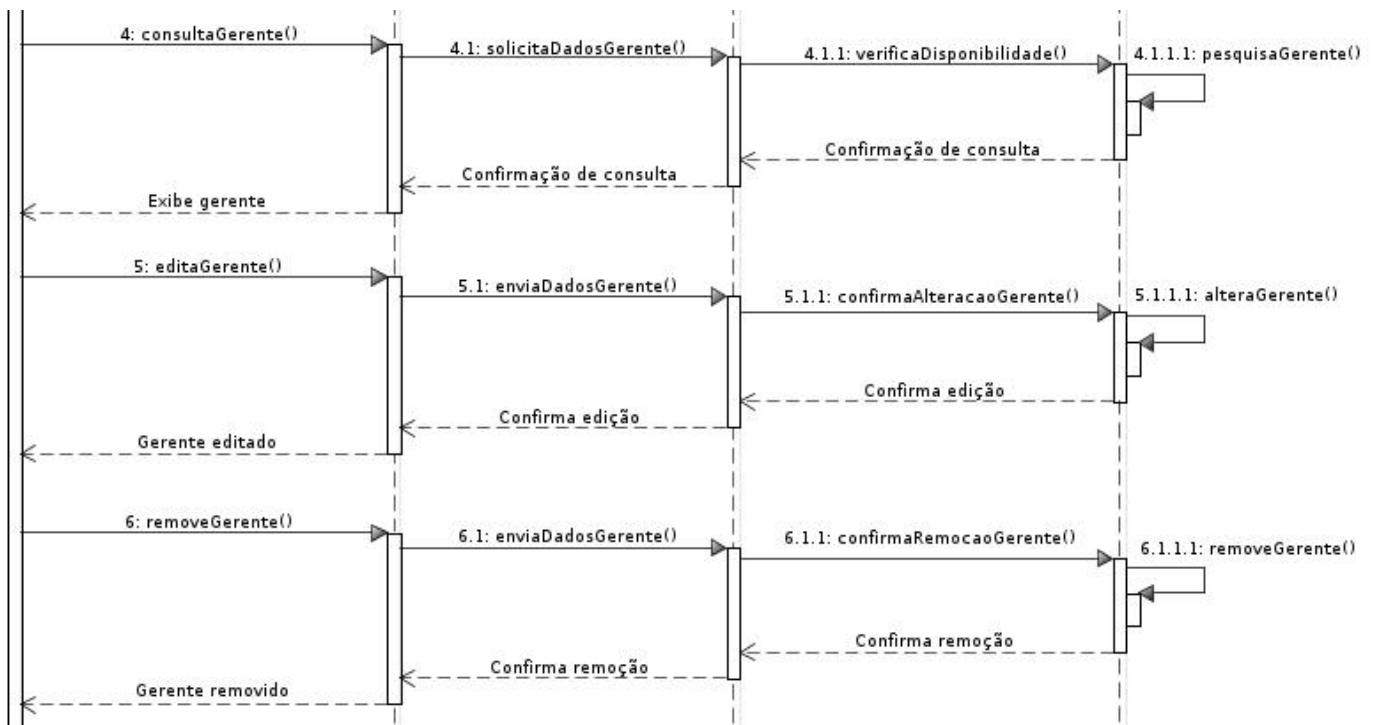 4: consultaGerente()
4.1: solicitaDadosGerente()
4.1.1: verificaDisponibilidade()
4.1.1.1: pesquisaGerente()
Confirmação de consulta
Confirmação de consulta
Exibe gerente
5: editaGerente()
5.1: enviaDadosGerente()
5.1.1: confirmaAlteracaoGerente()
5.1.1.1: alteraGerente()
Confirma edição
Confirma edição
Gerente editado
6: removeGerente()
6.1: enviaDadosGerente()
6.1.1: confirmaRemocaoGerente()
6.1.1.1: removeGerente()
Confirma remoção
Confirma remoção
Gerente removido